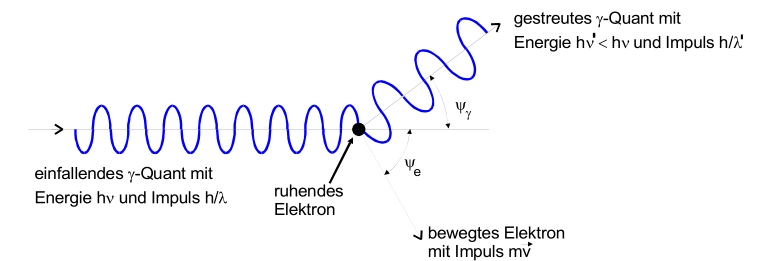 gestreutes γ-Quant mit
Energie hν'< hν und Impuls h/λ'
ψγ
einfallendes γ-Quant mit
Energie hν und Impuls h/λ
ruhendes
Elektron
ψe
bewegtes Elektron
mit Impuls mv